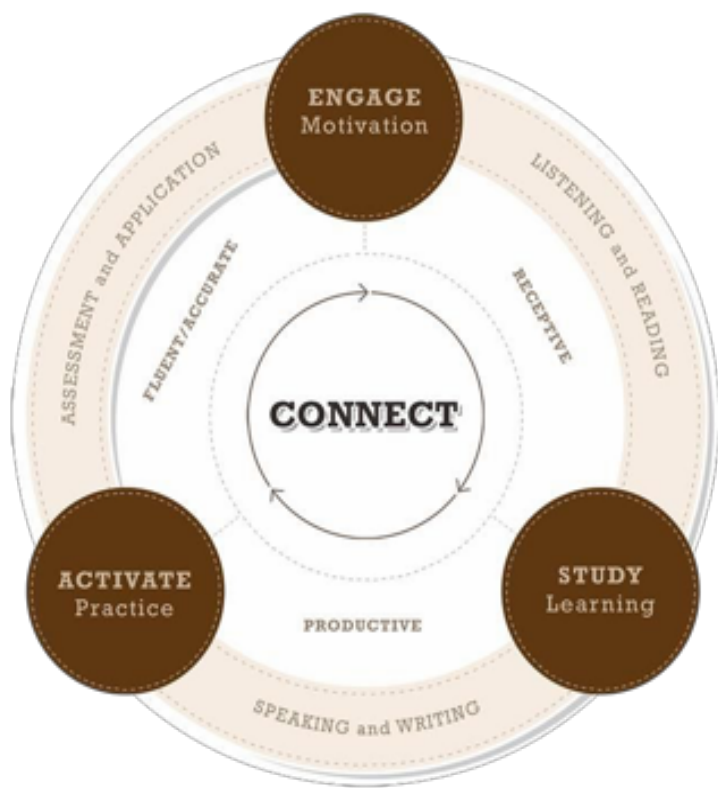 ENGAGE
Motivation
ASSESSMENT and APPLICATION
LISTENING and READING
FLUENT/ACCURATE
RECEPTIVE
CONNECT
ACTIVATE
Practice
STUDY
Learning
PRODUCTIVE
SPEAKING and WRITING